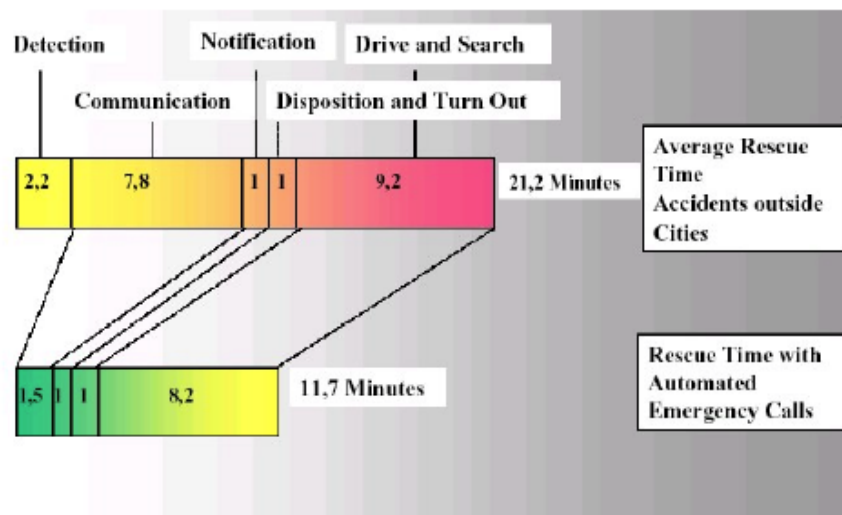 Detection
Notification
Drive and Search
Communication
Disposition and Turn Out
2,2
7,8
1
1
9,2
21,2 Minutes
Average Rescue
Time
Accidents outside
Cities
1,5
1
1
8,2
11,7 Minutes
Rescue Time with
Automated
Emergency Calls